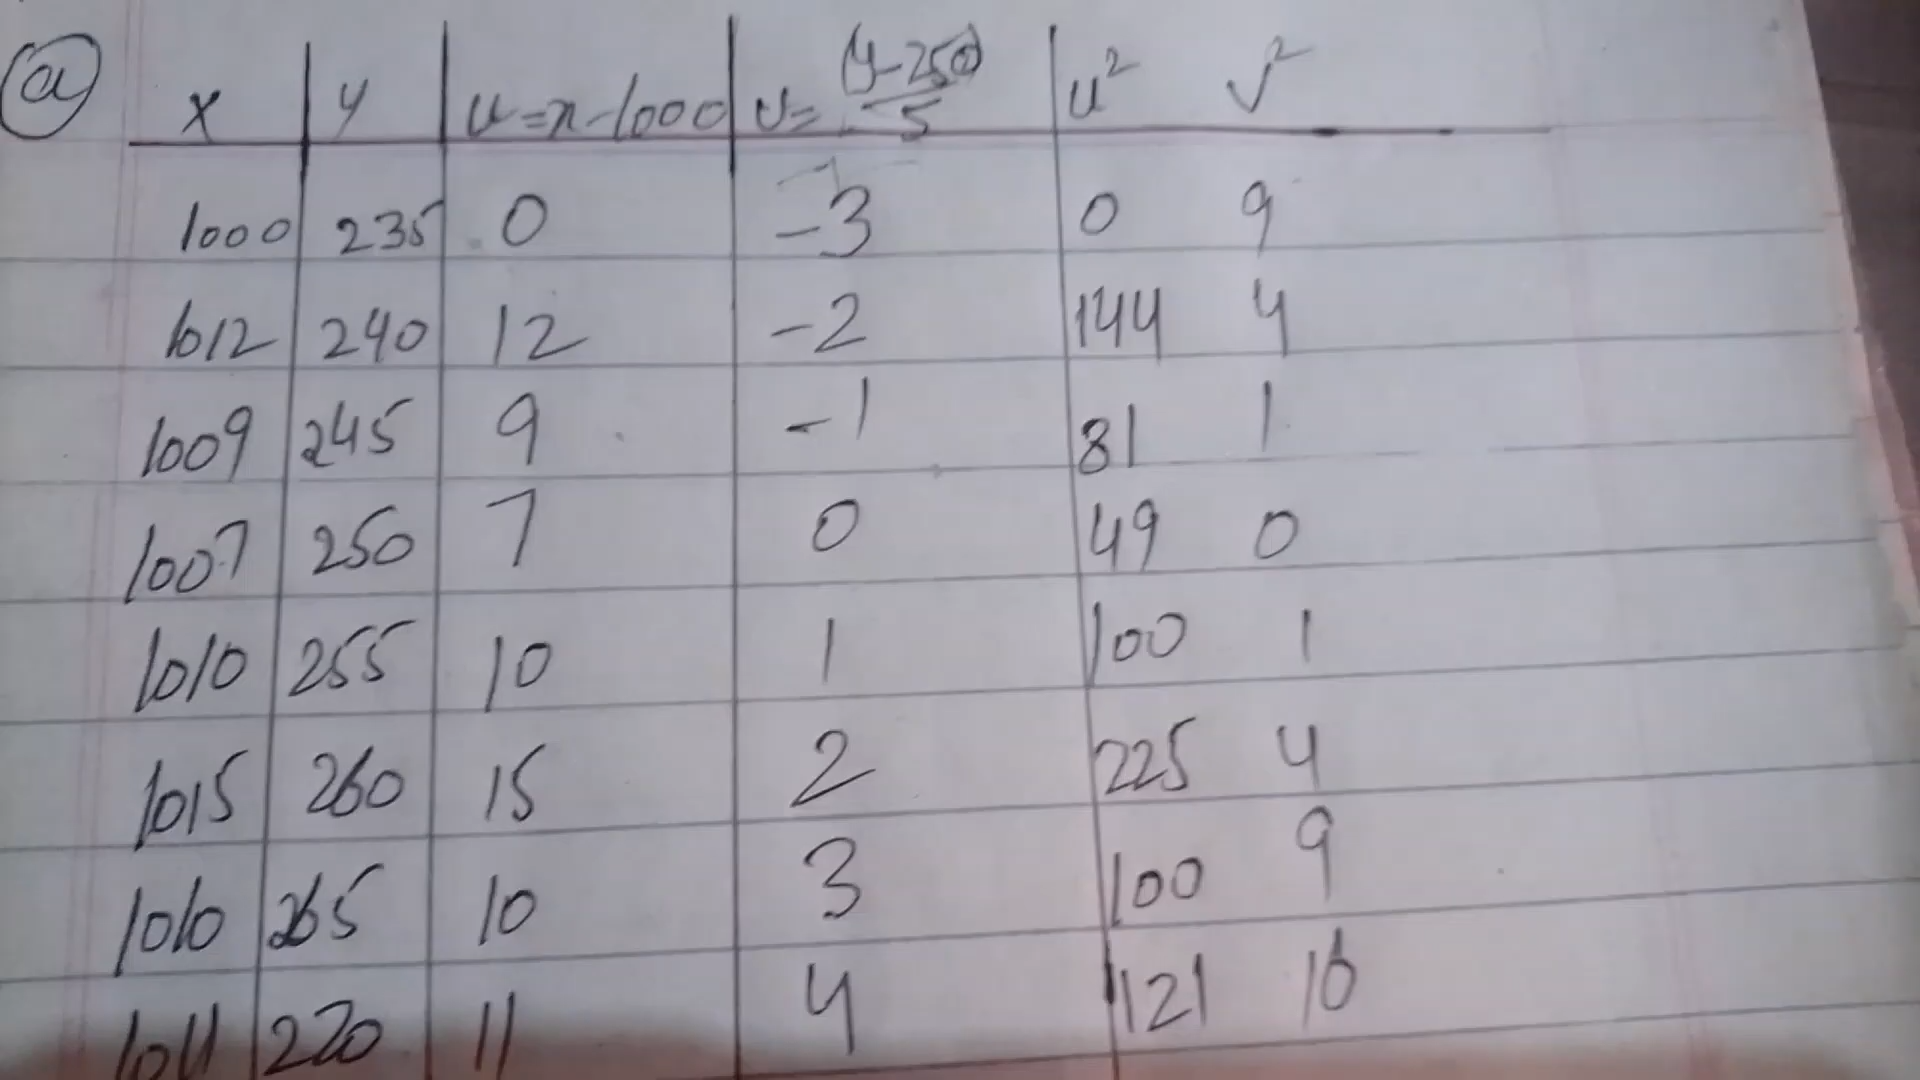 a
x y u=x-1000 v=(y-250)/5 u² v²
1000 235 0 -3 0 9
1012 240 12 -2 144 4
1009 245 9 -1 81 1
1007 250 7 0 49 0
1010 255 10 1 100 1
1015 260 15 2 225 4
1010 265 10 3 100 9
1011 270 11 4 121 16